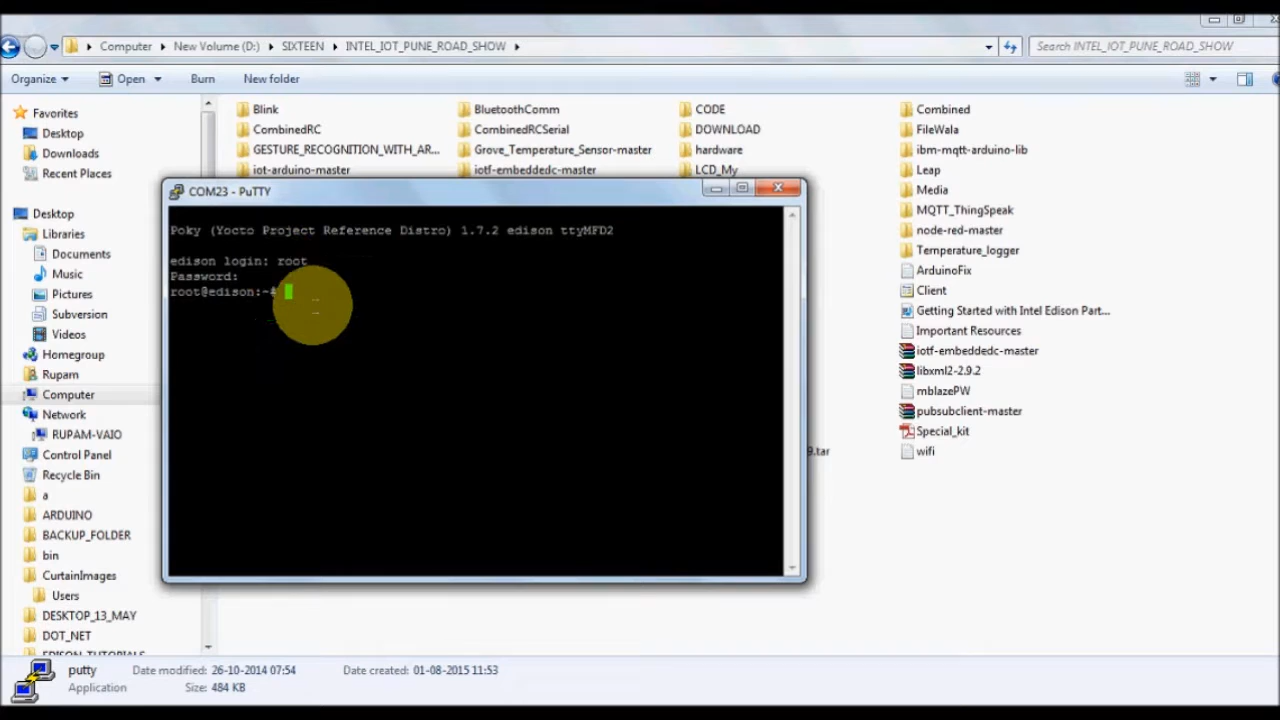 Computer ▸ New Volume (D:) ▸ SIXTEEN ▸ INTEL_IOT_PUNE_ROAD_SHOW ▸
Search INTEL_IOT_PUNE_ROAD_SHOW
Organize Open Burn New folder
Favorites
Desktop
Downloads
Recent Places
Desktop
Libraries
Documents
Music
Pictures
Subversion
Videos
Homegroup
Rupam
Computer
Network
RUPAM-VAIO
Control Panel
Recycle Bin
a
ARDUINO
BACKUP_FOLDER
bin
CurtainImages
Users
DESKTOP_13_MAY
DOT_NET
EDISON_TUTORIALS
Blink
CombinedRC
GESTURE_RECOGNITION_WITH_AR...
iot-arduino-master
BluetoothComm
CombinedRCSerial
Grove_Temperature_Sensor-master
iotf-embeddedc-master
CODE
DOWNLOAD
hardware
LCD_My
9.tar
Combined
FileWala
ibm-mqtt-arduino-lib
Leap
Media
MQTT_ThingSpeak
node-red-master
Temperature_logger
ArduinoFix
Client
Getting Started with Intel Edison Part...
Important Resources
iotf-embeddedc-master
libxml2-2.9.2
mblazePW
pubsubclient-master
Special_kit
wifi
COM23 - PuTTY
Poky (Yocto Project Reference Distro) 1.7.2 edison ttyMFD2
edison login: root
Password:
root@edison:~#
putty Date modified: 26-10-2014 07:54 Date created: 01-08-2015 11:53
Application Size: 484 KB